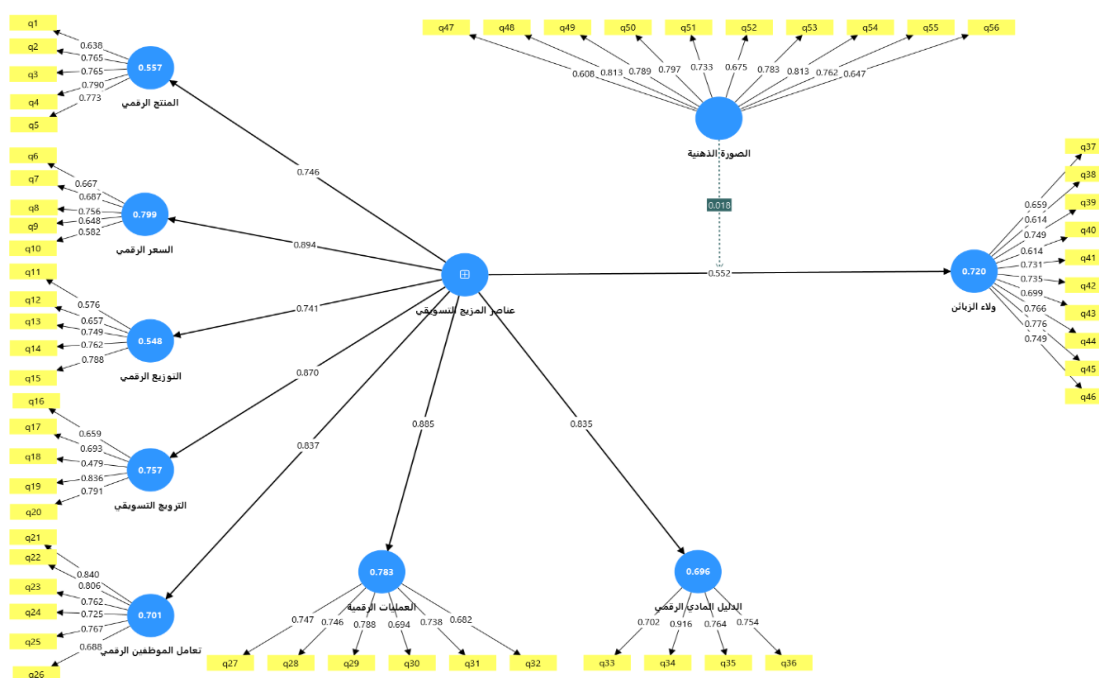 q1
q2
q3
q4
q5
0.638
0.765
0.765
0.790
0.773
0.557
المنتج الرقمي
q47
q48
q49
q50
q51
q52
q53
q54
q55
q56
0.608
0.813
0.789
0.797
0.733
0.675
0.783
0.813
0.762
0.647
الصورة الذهنية
0.018
q6
q7
q8
q9
q10
0.667
0.687
0.756
0.648
0.582
0.799
السعر الرقمي
q11
q12
q13
q14
q15
0.576
0.657
0.749
0.762
0.788
0.548
التوزيع الرقمي
q16
q17
q18
q19
q20
0.659
0.693
0.479
0.836
0.791
0.757
الترويج التسويقي
q21
q22
q23
q24
q25
q26
0.840
0.806
0.762
0.725
0.767
0.688
0.701
تعامل الموظفين الرقمي
0.746
0.894
0.741
0.870
0.837
0.885
0.835
0.552
عناصر المزيج التسويقي
q37
q38
q39
q40
q41
q42
q43
q44
q45
q46
0.659
0.614
0.749
0.614
0.731
0.735
0.699
0.766
0.776
0.749
0.720
ولاء الزبائن
0.783
العمليات الرقمية
0.747
0.746
0.788
0.694
0.738
0.682
q27
q28
q29
q30
q31
q32
0.696
الدليل المادي الرقمي
0.702
0.916
0.764
0.754
q33
q34
q35
q36